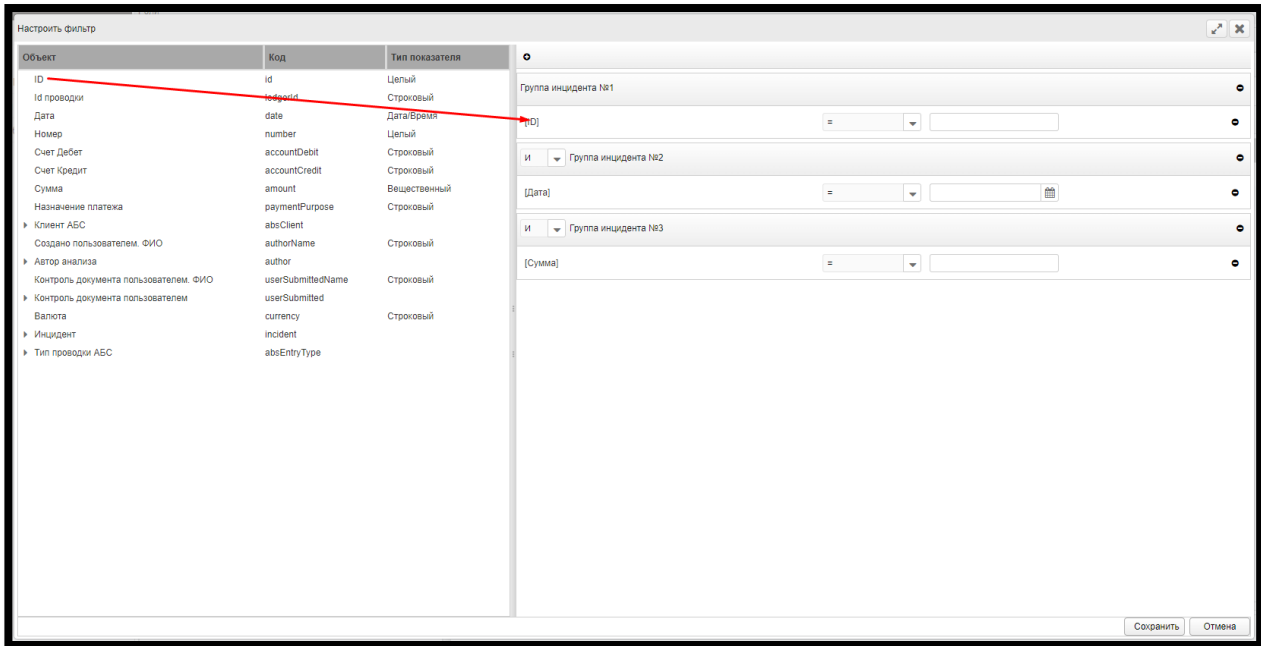 Настроить фильтр
Объект Код Тип показателя
ID id Целый
Id проводки ledgerId Строковый
Дата date Дата/Время
Номер number Целый
Счет Дебет accountDebit Строковый
Счет Кредит accountCredit Строковый
Сумма amount Вещественный
Назначение платежа paymentPurpose Строковый
Клиент АБС absClient
Создано пользователем. ФИО authorName Строковый
Автор анализа author
Контроль документа пользователем. ФИО userSubmittedName Строковый
Контроль документа пользователем userSubmitted
Валюта currency Строковый
Инцидент incident
Тип проводки АБС absEntryType
Группа инцидента №1
[ID] =
И Группа инцидента №2
[Дата] =
И Группа инцидента №3
[Сумма] =
Сохранить Отмена